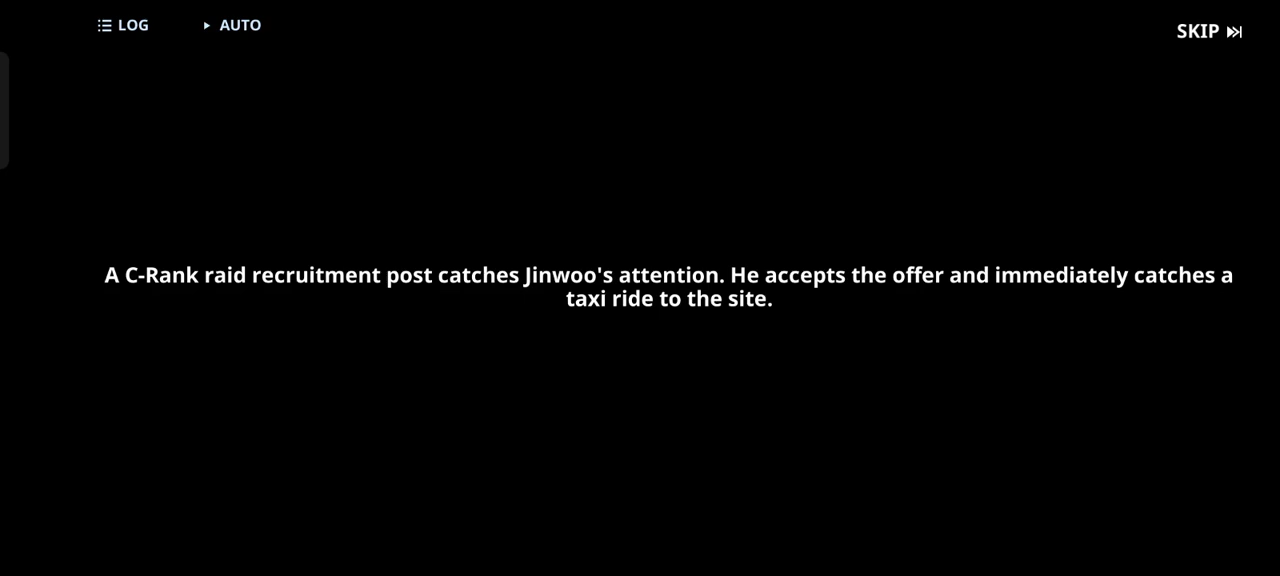 LOG
AUTO
SKIP
A C-Rank raid recruitment post catches Jinwoo's attention. He accepts the offer and immediately catches a
taxi ride to the site.